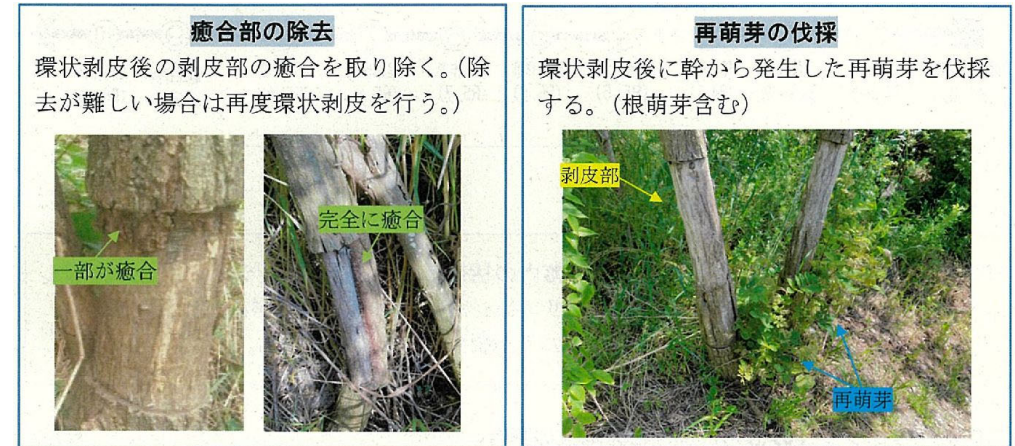 癒合部の除去
環状剥皮後の剥皮部の癒合を取り除く。(除
去が難しい場合は再度環状剥皮を行う。)
一部が癒合
完全に癒合
再萌芽の伐採
環状剥皮後に幹から発生した再萌芽を伐採
する。(根萌芽含む)
剥皮部
再萌芽